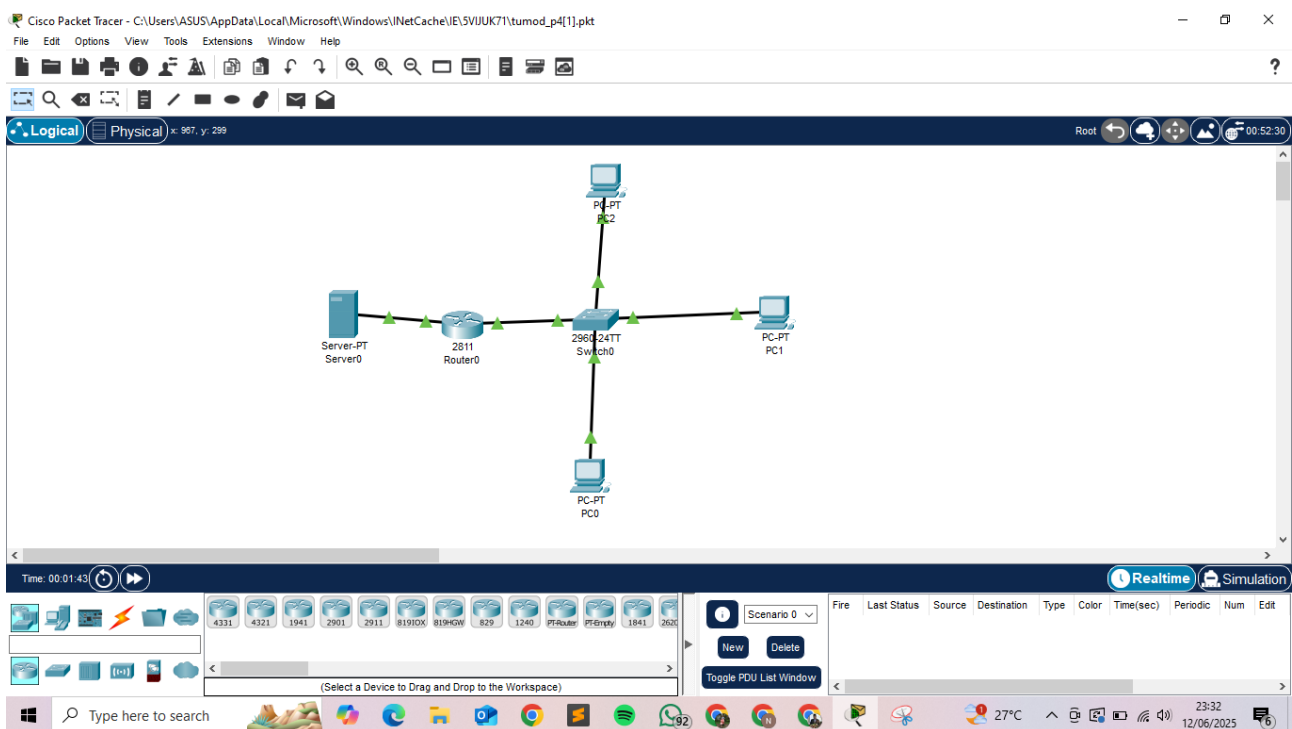 Cisco Packet Tracer - C:\Users\ASUS\AppData\Local\Microsoft\Windows\INetCache\IE\5VIJUK71\tumod_p4[1].pkt
File Edit Options View Tools Extensions Window Help
Logical Physical x: 967, y: 299 Root 00:52:30
PC-PT
PC2
Server-PT
Server0
2811
Router0
2960-24TT
Switch0
PC-PT
PC1
PC-PT
PC0
Time: 00:01:43 Realtime Simulation
4331 4321 1941 2901 2911 819IOX 819HGW 829 1240 PT-Router PT-Empty 1841 262
(Select a Device to Drag and Drop to the Workspace)
Scenario 0
New Delete
Toggle PDU List Window
Fire Last Status Source Destination Type Color Time(sec) Periodic Num Edit
Type here to search
92
27°C
23:32
12/06/2025
6